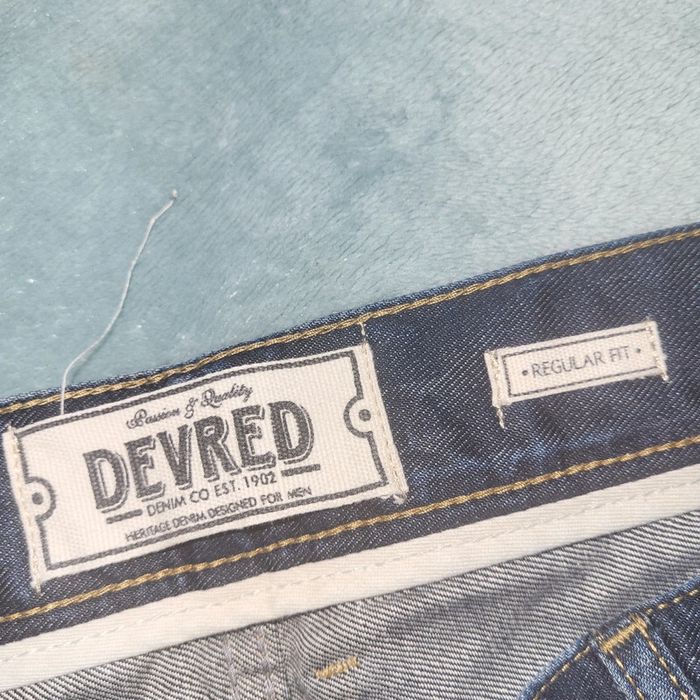 Passion & Quality
DEVRED
DENIM CO EST. 1902
HERITAGE DENIM DESIGNED FOR MEN
• REGULAR FIT •